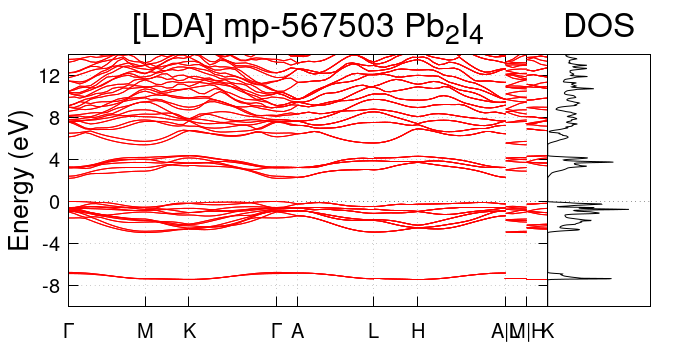 [LDA] mp-567503 Pb₂I₄ DOS
Energy (eV)
12
8
4
0
-4
-8
Γ M K Γ A L H A|L M|H K